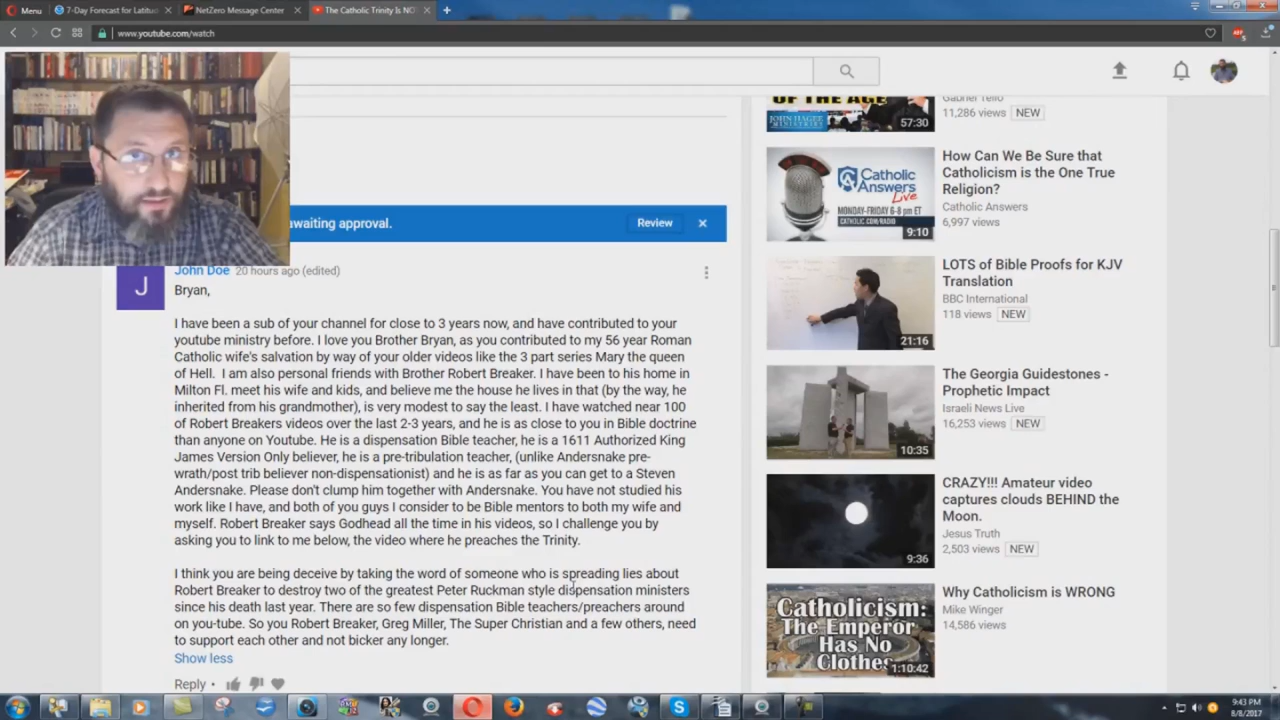 Menu
7-Day Forecast for Latitu
NetZero Message Center
The Catholic Trinity Is NO
www.youtube.com/watch
awaiting approval.
Review
John Doe 20 hours ago (edited)
J
Bryan,
I have been a sub of your channel for close to 3 years now, and have contributed to your
youtube ministry before. I love you Brother Bryan, as you contributed to my 56 year Roman
Catholic wife's salvation by way of your older videos like the 3 part series Mary the queen
of Hell. I am also personal friends with Brother Robert Breaker. I have been to his home in
Milton Fl. meet his wife and kids, and believe me the house he lives in that (by the way, he
inherited from his grandmother), is very modest to say the least. I have watched near 100
of Robert Breakers videos over the last 2-3 years, and he is as close to you in Bible doctrine
than anyone on Youtube. He is a dispensation Bible teacher, he is a 1611 Authorized King
James Version Only believer, he is a pre-tribulation teacher, (unlike Andersnake pre-
wrath/post trib believer non-dispensationist) and he is as far as you can get to a Steven
Andersnake. Please don't clump him together with Andersnake. You have not studied his
work like I have, and both of you guys I consider to be Bible mentors to both my wife and
myself. Robert Breaker says Godhead all the time in his videos, so I challenge you by
asking you to link to me below, the video where he preaches the Trinity.
I think you are being deceive by taking the word of someone who is spreading lies about
Robert Breaker to destroy two of the greatest Peter Ruckman style dispensation ministers
since his death last year. There are so few dispensation Bible teachers/preachers around
on you-tube. So you Robert Breaker, Greg Miller, The Super Christian and a few others, need
to support each other and not bicker any longer.
Show less
Reply
OF THE AGE
JOHN HAGEE
MINISTRIES
57:30
Gabriel Tello
11,286 views NEW
Catholic
Answers
Live
MONDAY-FRIDAY 6-8 pm ET
CATHOLIC.COM/RADIO
9:10
How Can We Be Sure that
Catholicism is the One True
Religion?
Catholic Answers
6,997 views
21:16
LOTS of Bible Proofs for KJV
Translation
BBC International
118 views NEW
10:35
The Georgia Guidestones -
Prophetic Impact
Israeli News Live
16,253 views NEW
9:36
CRAZY!!! Amateur video
captures clouds BEHIND the
Moon.
Jesus Truth
2,503 views NEW
Catholicism:
The Emperor
Has No
Clothes
1:10:42
Why Catholicism is WRONG
Mike Winger
14,586 views
9:43 PM
8/8/2017